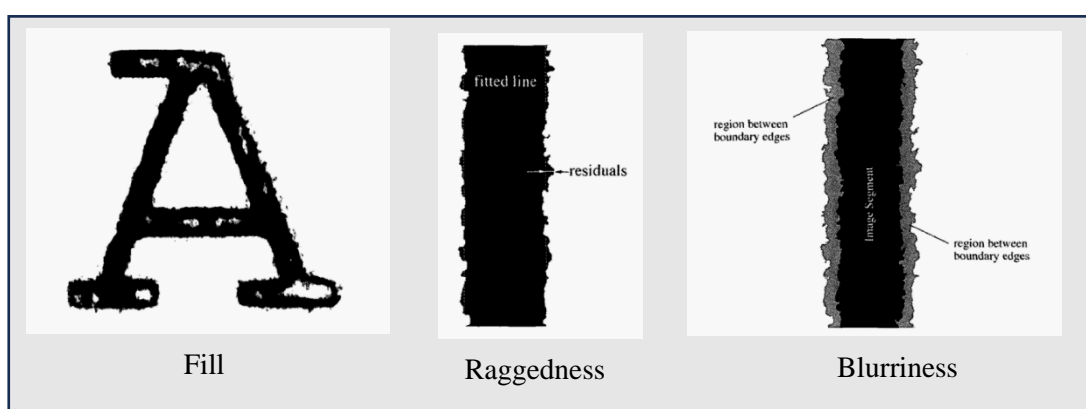 A
Fill
fitted line
residuals
Raggedness
region between
boundary edges
Image Segment
region between
boundary edges
Blurriness